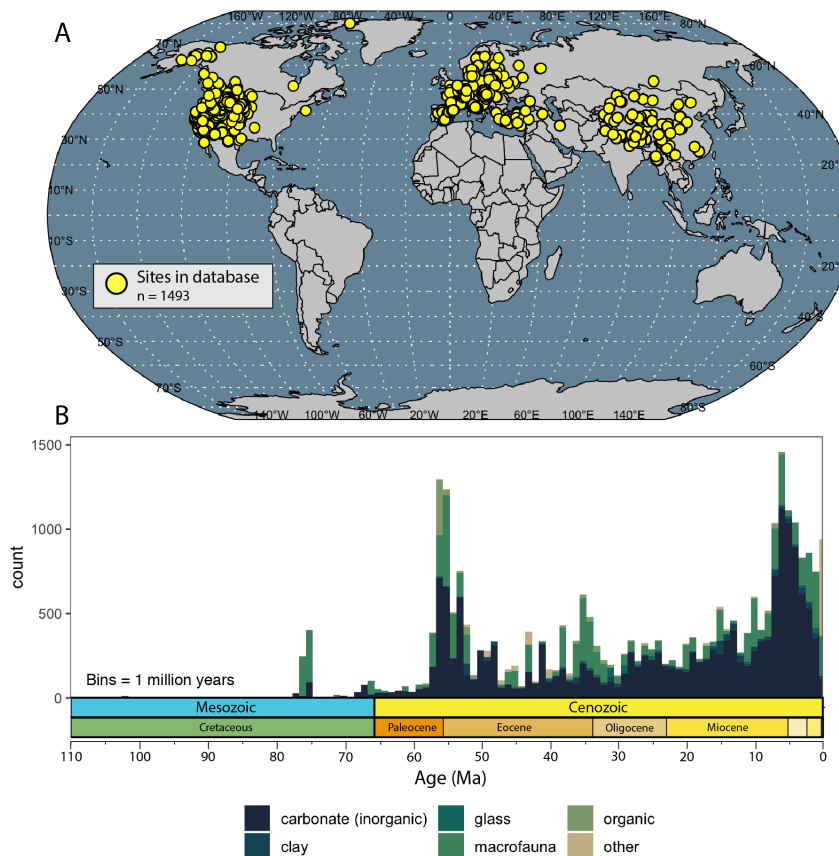 A
160°W 120°W 80°W 40°W 0 40°E 80°E 120°E 160°E
80°N
70°N
60°N
50°N
40°N
30°N
20°
10°N
10°S
20°
Sites in database
n = 1493
30°S
40°S
50°S
60°S
70°S
80°S
140°W 100°W 60°W 40°W 20°W 0 20°E 60°E 100°E 140°E
B
1500
1000
count
500
Bins = 1 million years
0
Mesozoic Cenozoic
Cretaceous Paleocene Eocene Oligocene Miocene
110 100 90 80 70 60 50 40 30 20 10 0
Age (Ma)
carbonate (inorganic) glass organic
clay macrofauna other